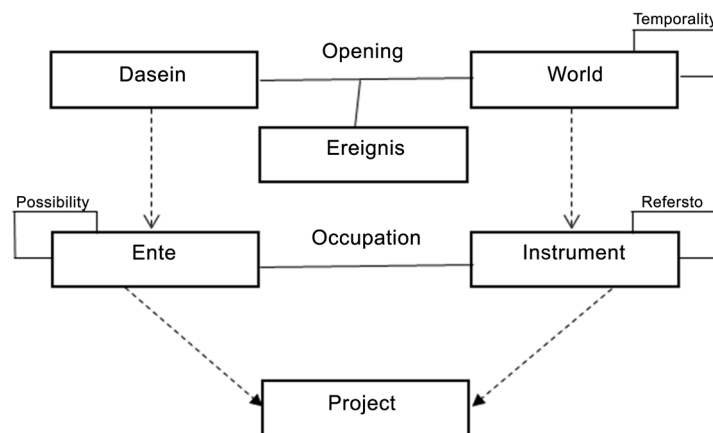 Temporality
Opening
Dasein
World
Ereignis
Possibility
Refersto
Occupation
Ente
Instrument
Project